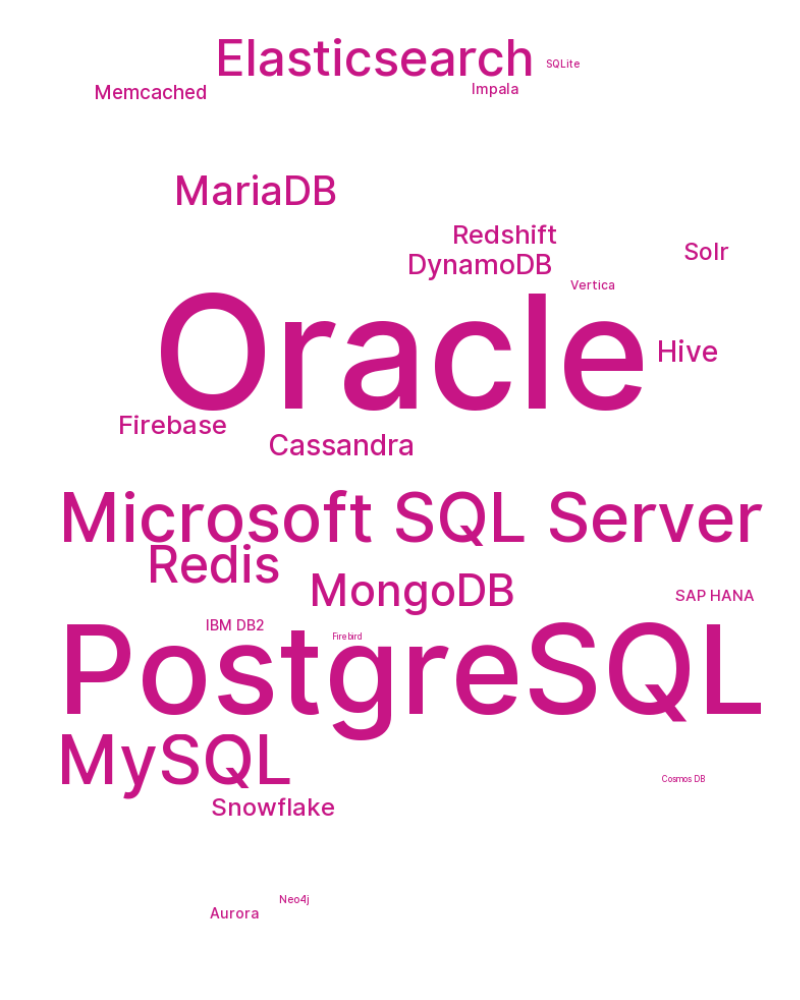 Elasticsearch
SQLite
Impala
Memcached
MariaDB
Redshift
Solr
DynamoDB
Vertica
Oracle
Hive
Firebase
Cassandra
Microsoft SQL Server
Redis
MongoDB
SAP HANA
IBM DB2
Firebird
PostgreSQL
MySQL
Cosmos DB
Snowflake
Neo4j
Aurora